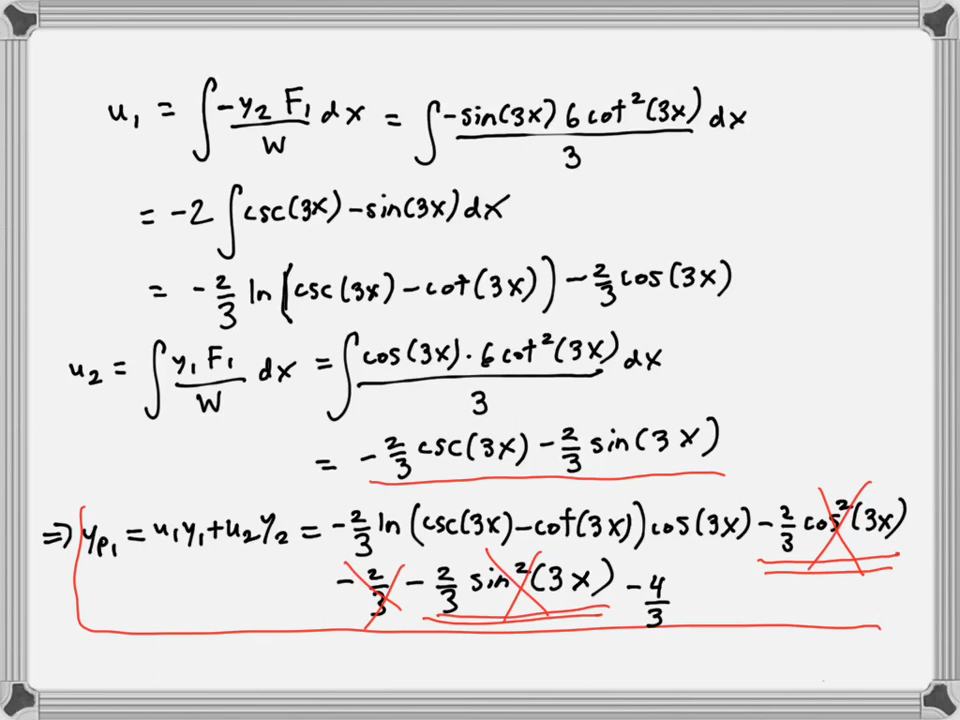 u₁ = ∫ -y₂ F₁ / W dx = ∫ -sin(3x) 6 cot²(3x) / 3 dx
= -2 ∫ csc(3x) - sin(3x) dx
= -2/3 ln(csc(3x) - cot(3x)) - 2/3 cos(3x)
u₂ = ∫ y₁ F₁ / W dx = ∫ cos(3x) · 6 cot²(3x) / 3 dx
= -2/3 csc(3x) - 2/3 sin(3x)
⇒ yₚ₁ = u₁y₁ + u₂y₂ = -2/3 ln(csc(3x) - cot(3x)) cos(3x) - 2/3 cos²(3x)
- 2/3 - 2/3 sin²(3x) - 4/3